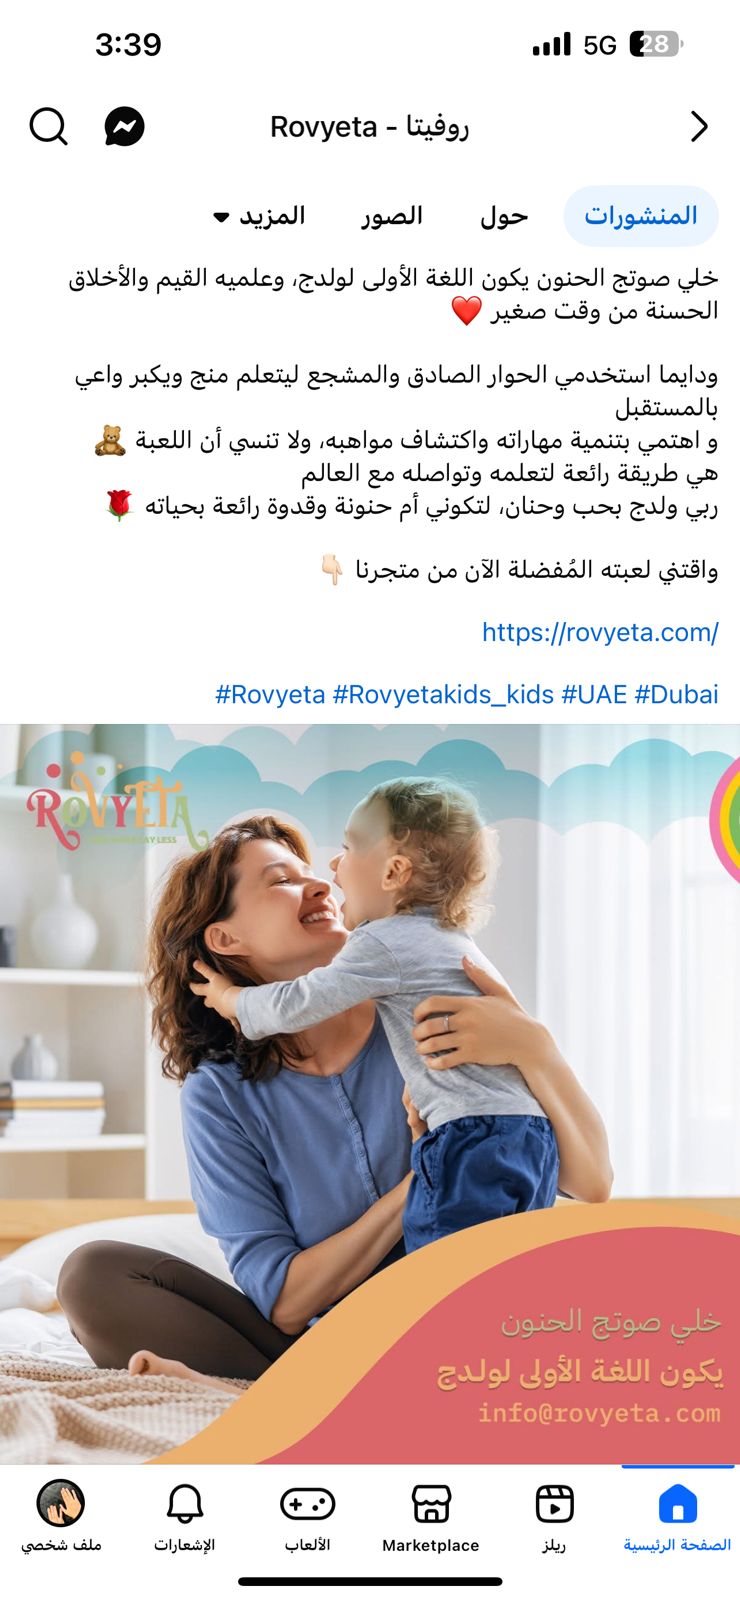 3:39
5G 28
روفيتا - Rovyeta
المنشورات
حول
الصور
المزيد
خلي صوتج الحنون يكون اللغة الأولى لولدج، وعلميه القيم والأخلاق
الحسنة من وقت صغير ❤️
ودايما استخدمي الحوار الصادق والمشجع ليتعلم منج ويكبر واعي
بالمستقبل
و اهتمي بتنمية مهاراته واكتشاف مواهبه، ولا تنسي أن اللعبة 🧸
هي طريقة رائعة لتعلمه وتواصله مع العالم
ربي ولدج بحب وحنان، لتكوني أم حنونة وقدوة رائعة بحياته 🌹
واقتني لعبته المُفضلة الآن من متجرنا 👇🏻
https://rovyeta.com/
#Rovyeta #Rovyetakids_kids #UAE #Dubai
ROVYETA
AY LESS
خلي صوتج الحنون
يكون اللغة الأولى لولدج
info@rovyeta.com
الصفحة الرئيسية
ريلز
Marketplace
الألعاب
الإشعارات
ملف شخصي